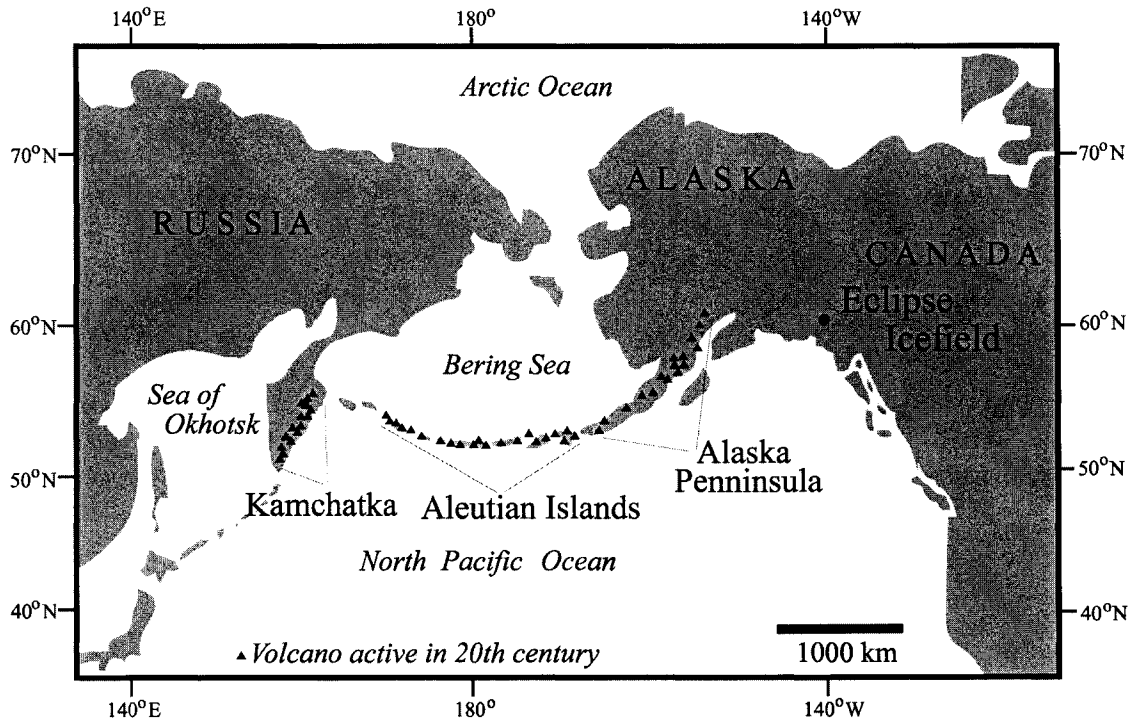 140°E 180° 140°W
Arctic Ocean
70°N 70°N
ALASKA
RUSSIA
CANADA
Eclipse
Icefield
60°N 60°N
Bering Sea
Sea of
Okhotsk
Alaska
Penninsula
50°N 50°N
Kamchatka
Aleutian Islands
North Pacific Ocean
40°N 40°N
Volcano active in 20th century
1000 km
140°E 180° 140°W